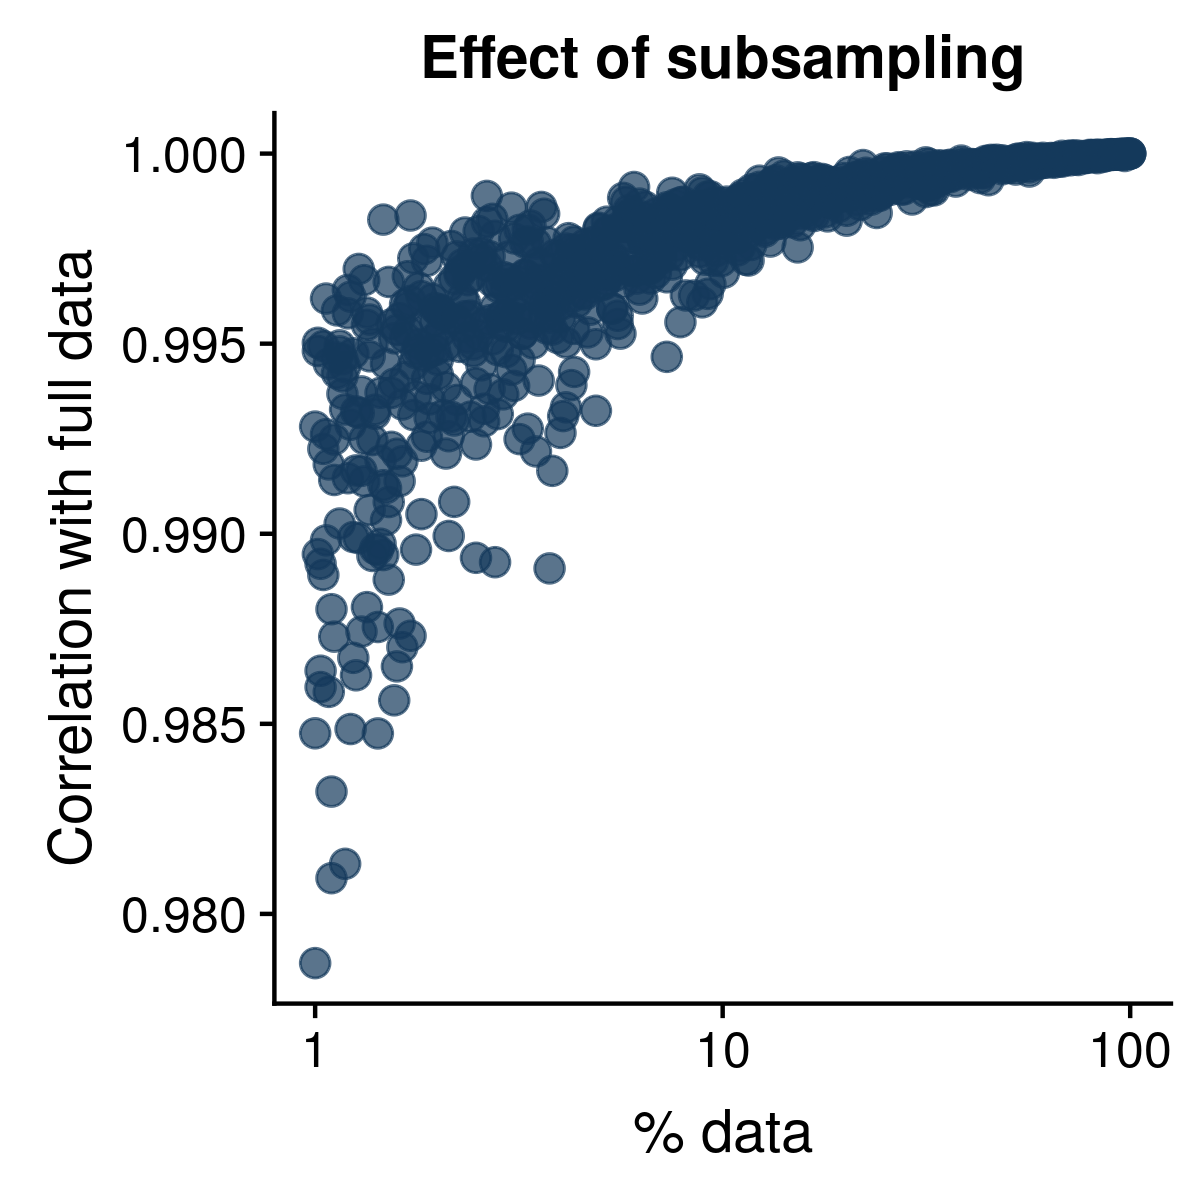 Effect of subsampling
1.000
0.995
0.990
0.985
0.980
Correlation with full data
1 10 100
% data